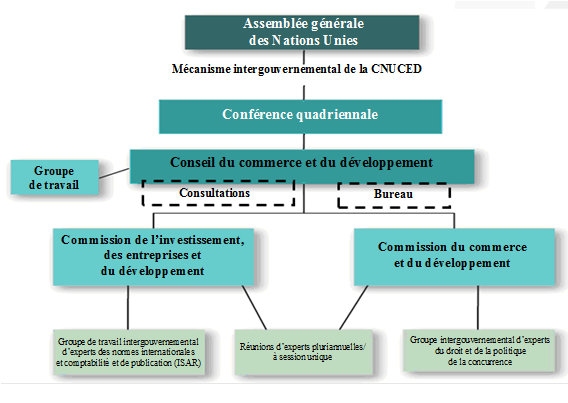 Assemblée générale
des Nations Unies
Mécanisme intergouvernemental de la CNUCED
Conférence quadriennale
Conseil du commerce et du développement
Groupe
de travail
Consultations
Bureau
Commission de l'investissement,
des entreprises et
du développement
Commission du commerce
et du développement
Groupe de travail intergouvernemental
d'experts des normes internationales
et comptabilité et de publication (ISAR)
Réunions d'experts pluriannuelles/
à session unique
Groupe intergouvernemental d'experts
du droit et de la politique
de la concurrence